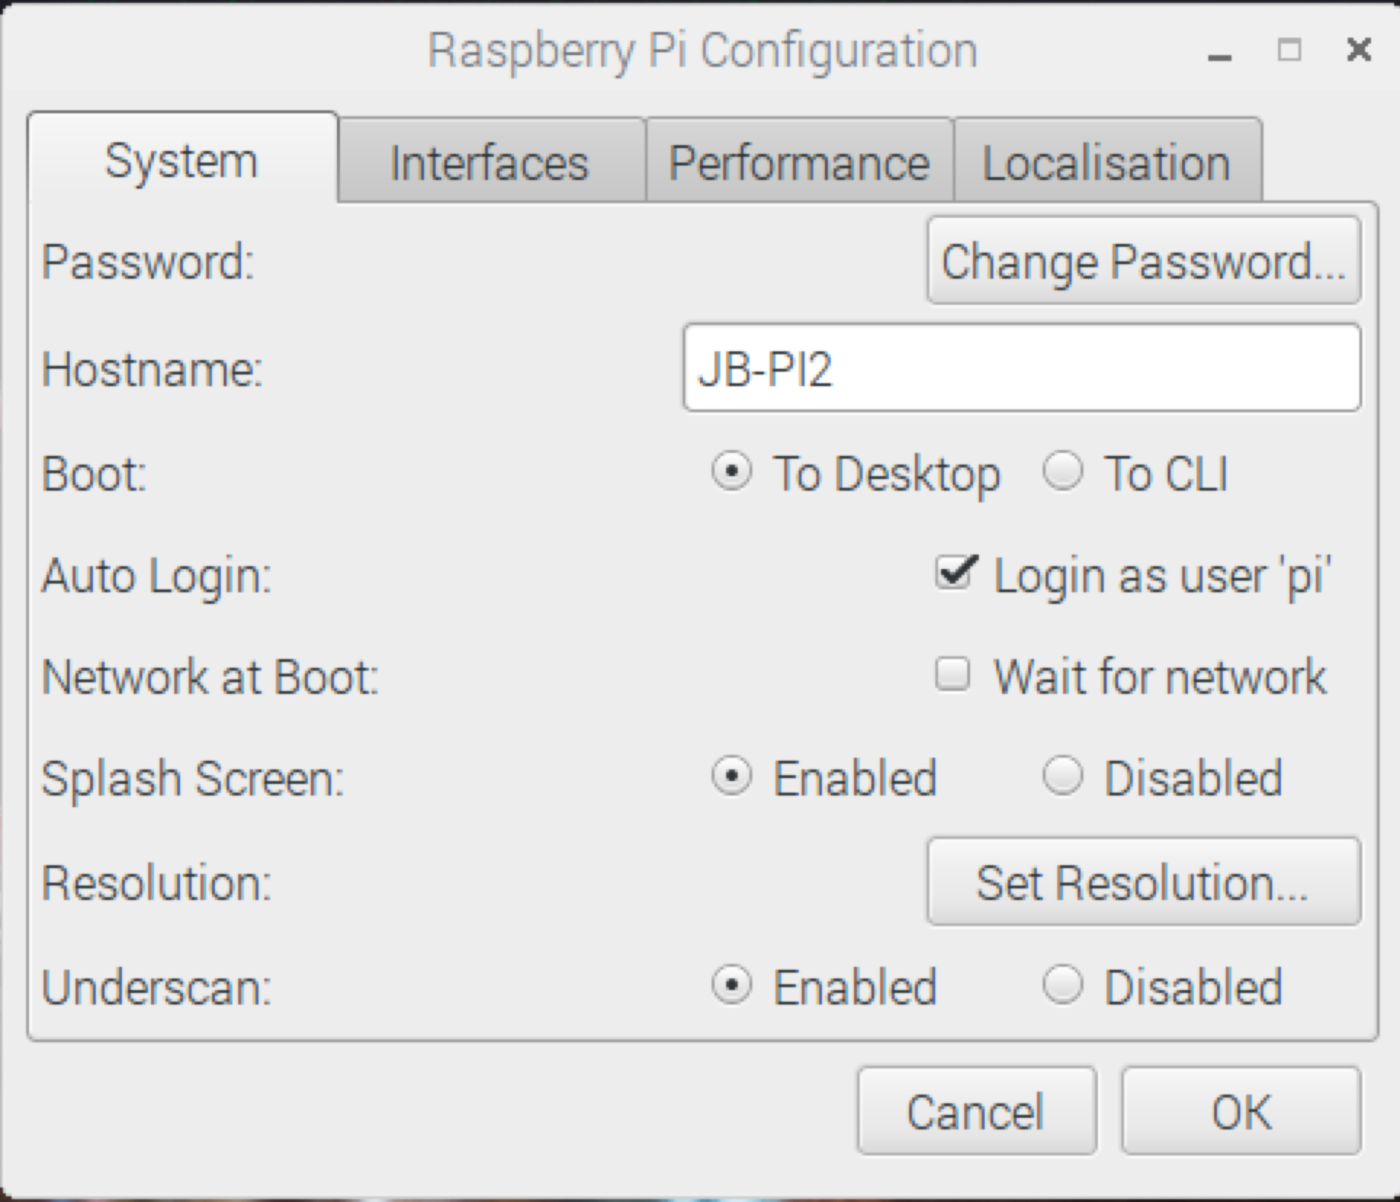 Raspberry Pi Configuration
System Interfaces Performance Localisation
Password: Change Password...
Hostname: JB-PI2
Boot: To Desktop To CLI
Auto Login: Login as user 'pi'
Network at Boot: Wait for network
Splash Screen: Enabled Disabled
Resolution: Set Resolution...
Underscan: Enabled Disabled
Cancel OK